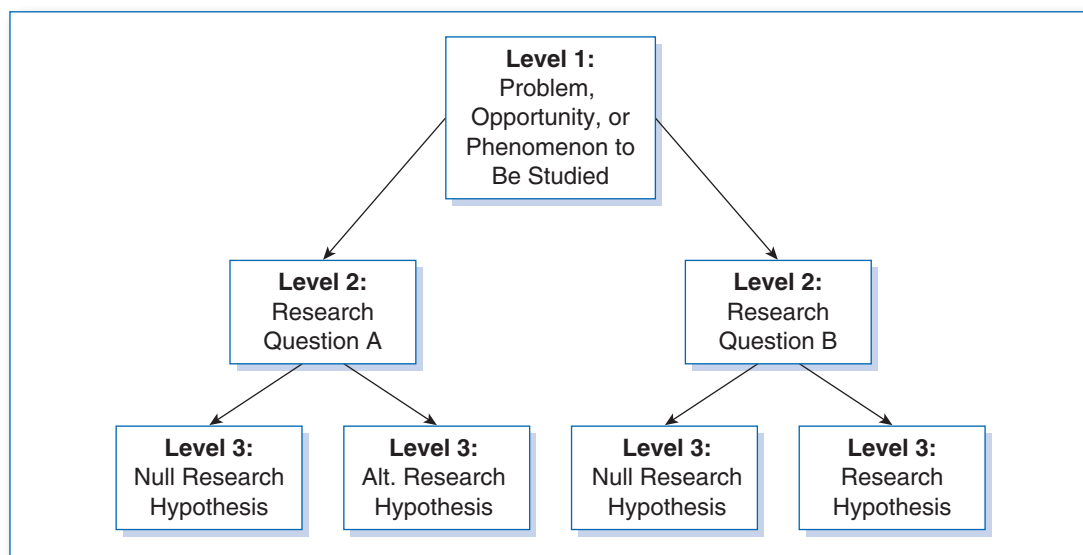 Level 1:
Problem,
Opportunity, or
Phenomenon to
Be Studied
Level 2:
Research
Question A
Level 2:
Research
Question B
Level 3:
Null Research
Hypothesis
Level 3:
Alt. Research
Hypothesis
Level 3:
Null Research
Hypothesis
Level 3:
Research
Hypothesis